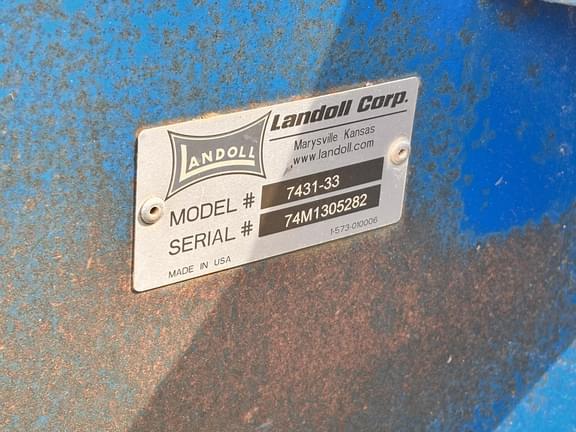 LANDOLL
Landoll Corp.
Marysville Kansas
www.landoll.com
MODEL # 7431-33
SERIAL # 74M1305282
1-573-010006
MADE IN USA